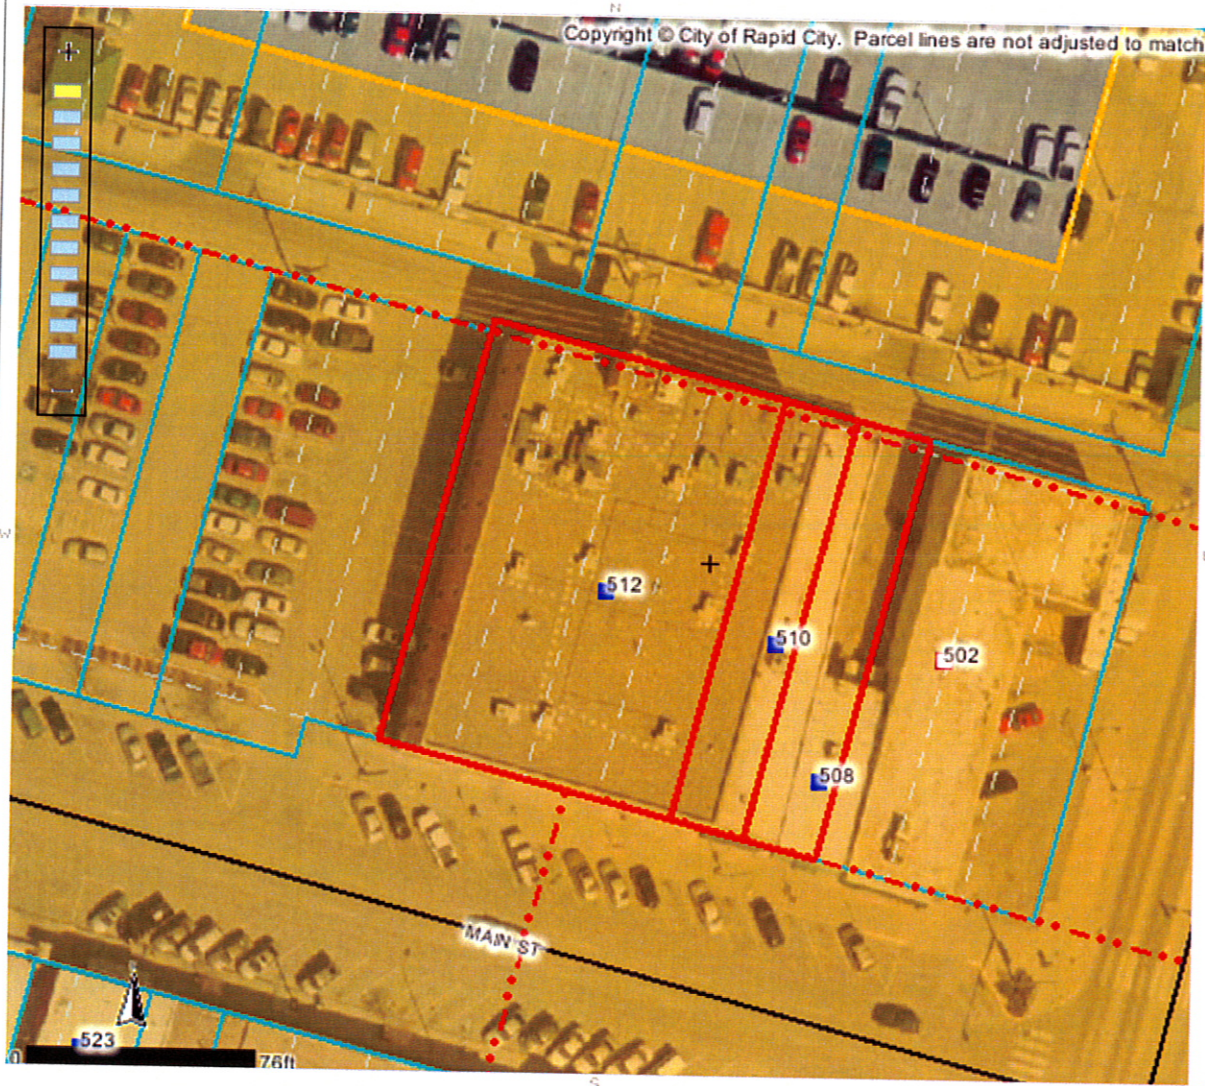 N
Copyright © City of Rapid City. Parcel lines are not adjusted to match
+
W
512
510
502
508
MAIN ST
523
0
76ft
S